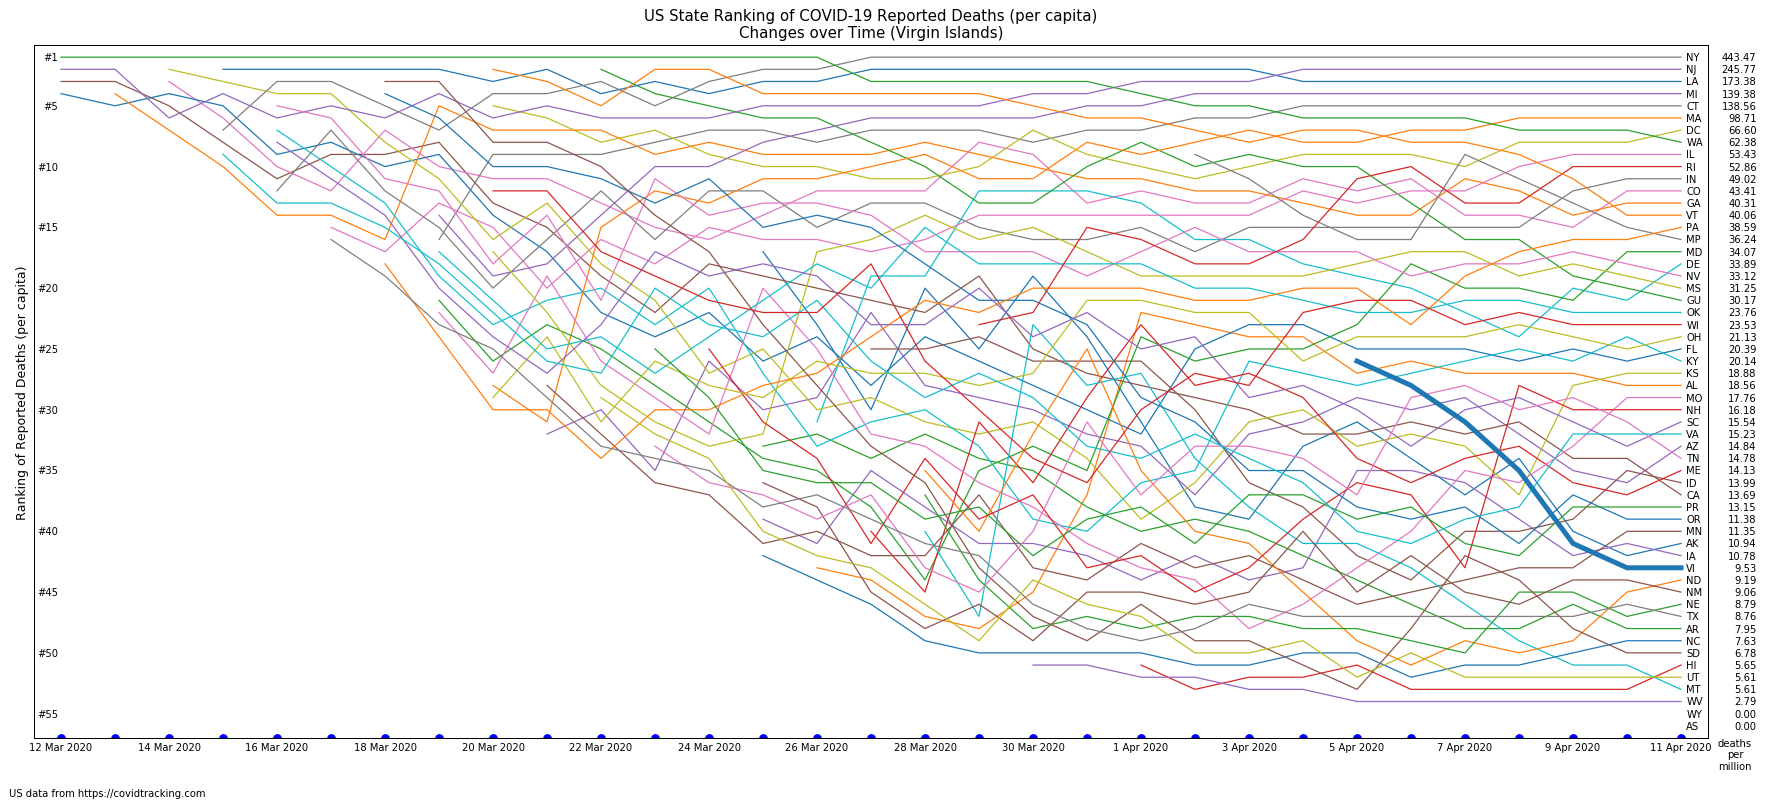 US State Ranking of COVID-19 Reported Deaths (per capita)
Changes over Time (Virgin Islands)
Ranking of Reported Deaths (per capita)
#1
#5
#10
#15
#20
#25
#30
#35
#40
#45
#50
#55
NY 443.47
NJ 245.77
LA 173.38
MI 139.38
CT 138.56
MA 98.71
DC 66.60
WA 62.38
IL 53.43
RI 52.86
IN 49.02
CO 43.41
GA 40.31
VT 40.06
PA 38.59
MP 36.24
MD 34.07
DE 33.89
NV 33.12
MS 31.25
GU 30.17
OK 23.76
WI 23.53
OH 21.13
FL 20.39
KY 20.14
KS 18.88
AL 18.56
MO 17.76
NH 16.18
SC 15.54
VA 15.23
AZ 14.84
TN 14.78
ME 14.13
ID 13.99
CA 13.69
PR 13.15
OR 11.38
MN 11.35
AK 10.94
IA 10.78
VI 9.53
ND 9.19
NM 9.06
NE 8.79
TX 8.76
AR 7.95
NC 7.63
SD 6.78
HI 5.65
UT 5.61
MT 5.61
WV 2.79
WY 0.00
AS 0.00
12 Mar 2020 14 Mar 2020 16 Mar 2020 18 Mar 2020 20 Mar 2020 22 Mar 2020 24 Mar 2020 26 Mar 2020 28 Mar 2020 30 Mar 2020 1 Apr 2020 3 Apr 2020 5 Apr 2020 7 Apr 2020 9 Apr 2020 11 Apr 2020
deaths
per
million
US data from https://covidtracking.com